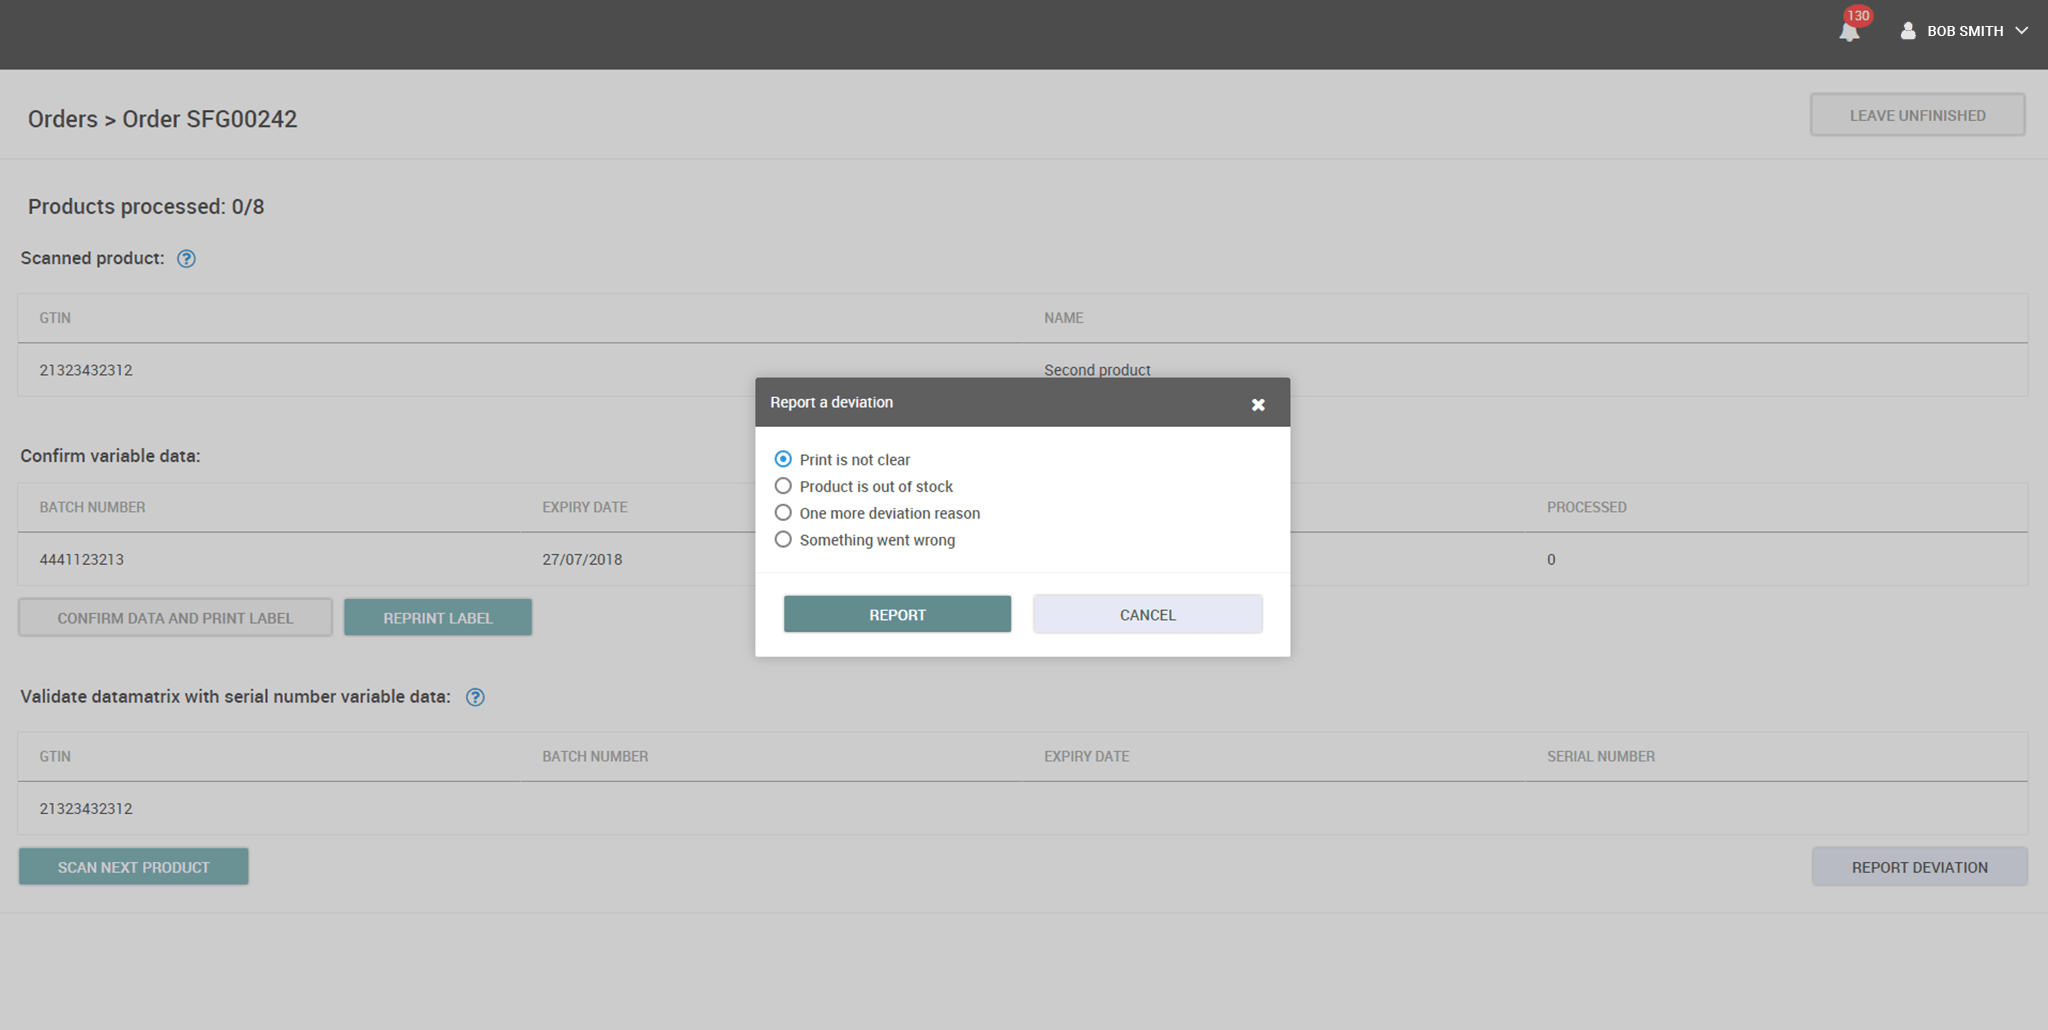 130
BOB SMITH
Orders > Order SFG00242
LEAVE UNFINISHED
Products processed: 0/8
Scanned product: ?
GTIN NAME
21323432312 Second product
Report a deviation
Print is not clear
Product is out of stock
One more deviation reason
Something went wrong
REPORT CANCEL
Confirm variable data:
BATCH NUMBER EXPIRY DATE PROCESSED
4441123213 27/07/2018 0
CONFIRM DATA AND PRINT LABEL REPRINT LABEL
Validate datamatrix with serial number variable data: ?
GTIN BATCH NUMBER EXPIRY DATE SERIAL NUMBER
21323432312
SCAN NEXT PRODUCT REPORT DEVIATION